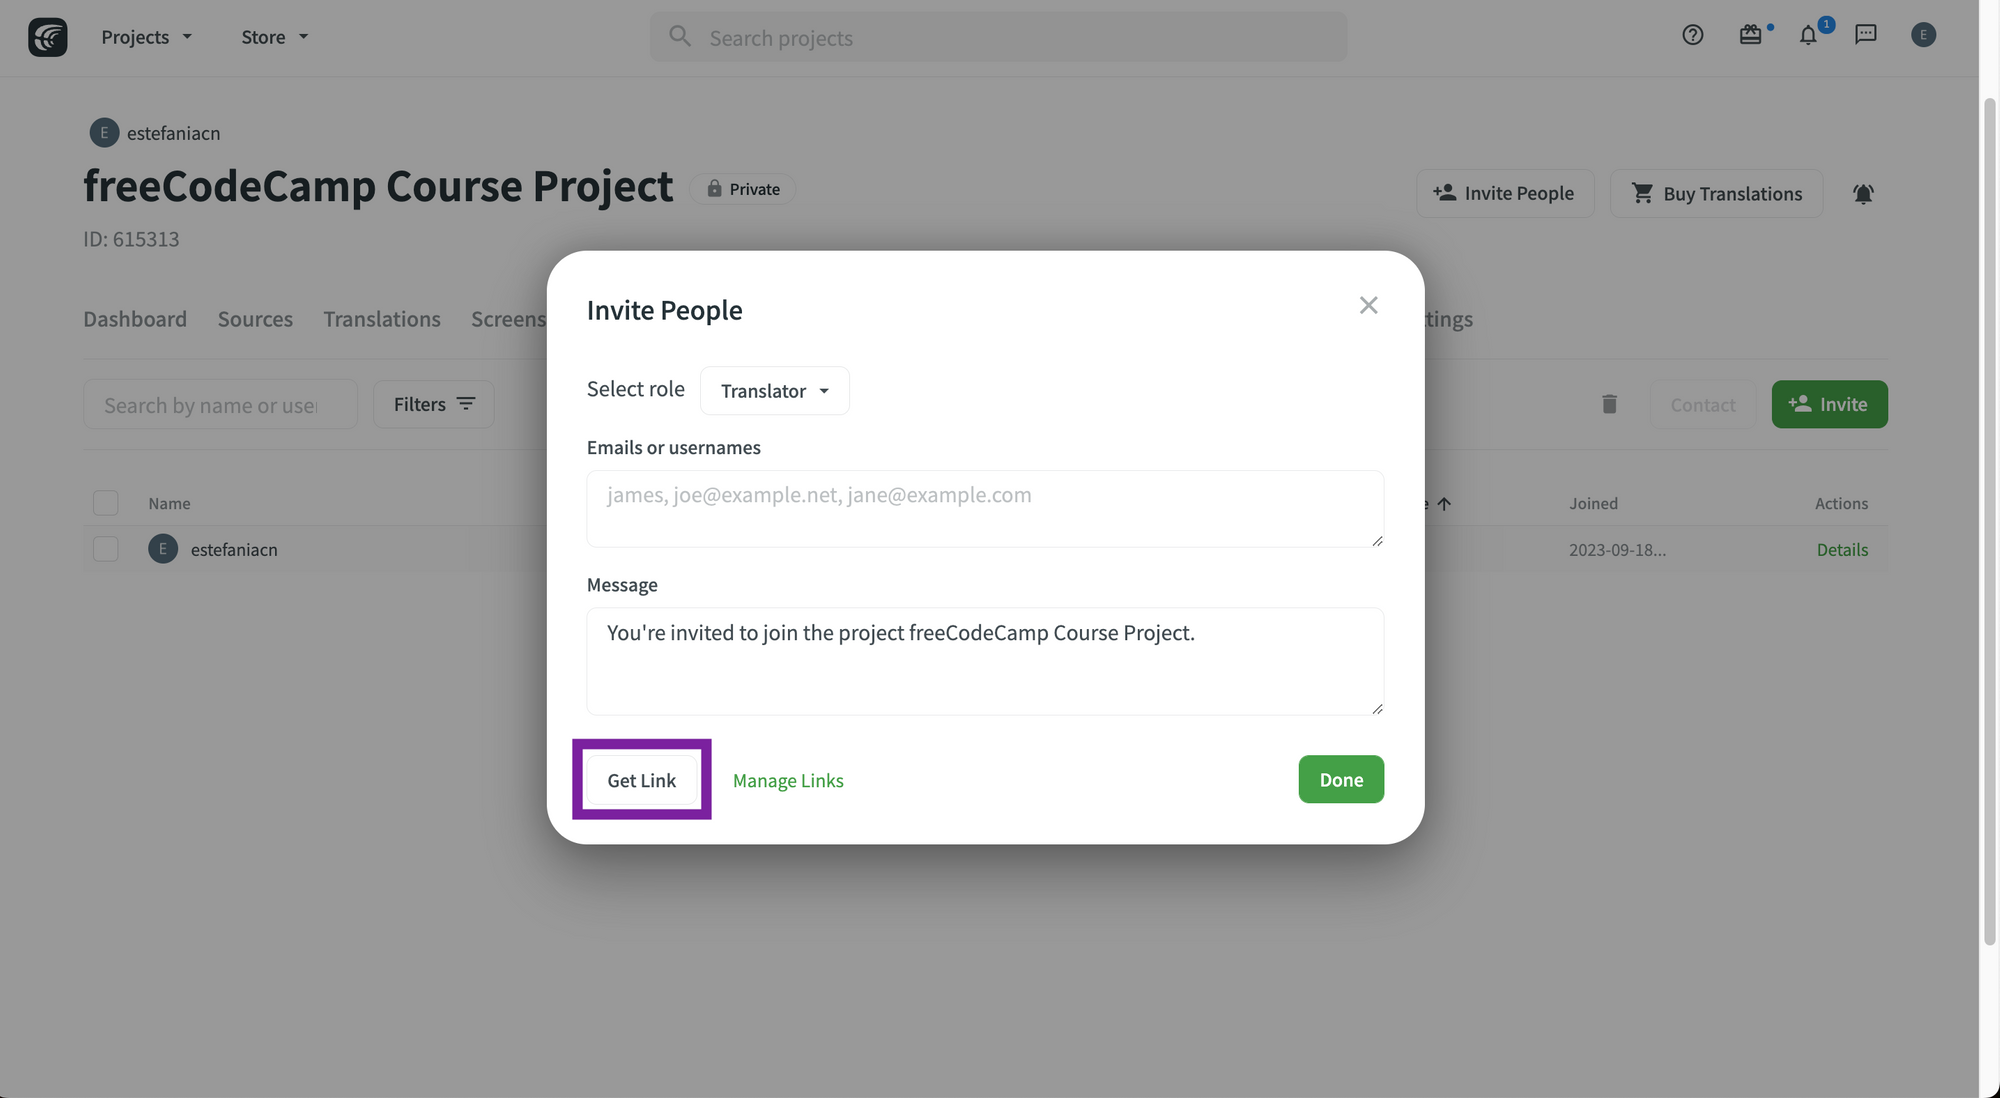 Projects
Store
Search projects
1
E
E
estefaniacn
freeCodeCamp Course Project
Private
Invite People
Buy Translations
ID: 615313
Dashboard
Sources
Translations
Screens
tings
Search by name or use
Filters
Contact
Invite
Name
Joined
Actions
E
estefaniacn
2023-09-18...
Details
Invite People
Select role
Translator
Emails or usernames
james, joe@example.net, jane@example.com
Message
You're invited to join the project freeCodeCamp Course Project.
Get Link
Manage Links
Done